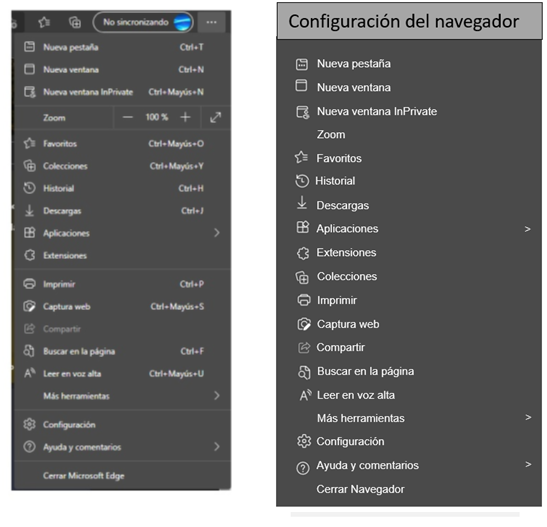 No sincronizando
Nueva pestaña Ctrl+T
Nueva ventana Ctrl+N
Nueva ventana InPrivate Ctrl+Mayús+N
Zoom — 100 % +
Favoritos Ctrl+Mayús+O
Colecciones Ctrl+Mayús+Y
Historial Ctrl+H
Descargas Ctrl+J
Aplicaciones >
Extensiones
Imprimir Ctrl+P
Captura web Ctrl+Mayús+S
Compartir
Buscar en la página Ctrl+F
Leer en voz alta Ctrl+Mayús+U
Más herramientas >
Configuración
Ayuda y comentarios >
Cerrar Microsoft Edge
Configuración del navegador
Nueva pestaña
Nueva ventana
Nueva ventana InPrivate
Zoom
Favoritos
Historial
Descargas
Aplicaciones >
Extensiones
Colecciones
Imprimir
Captura web
Compartir
Buscar en la página
Leer en voz alta
Más herramientas >
Configuración
Ayuda y comentarios >
Cerrar Navegador